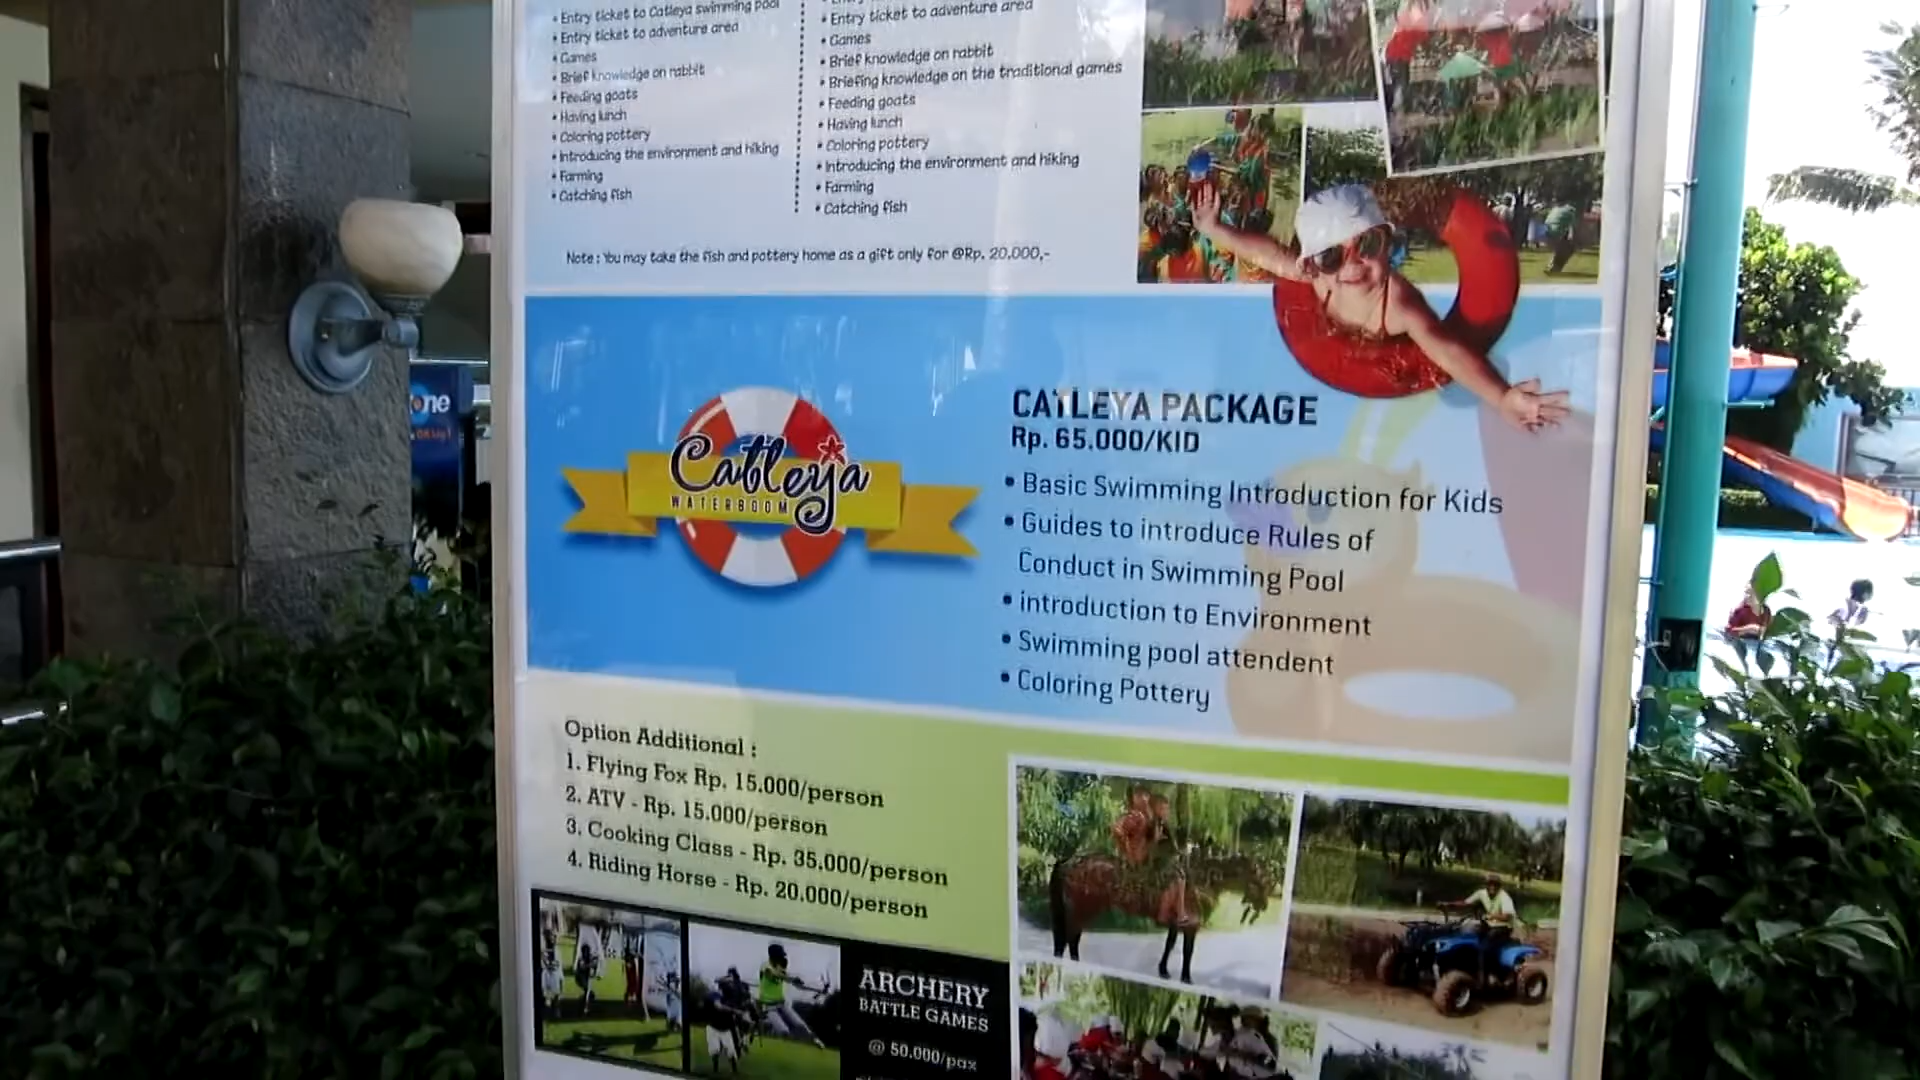 • Entry ticket to Catleya swimming pool
• Entry ticket to adventure area
• Games
• Brief knowledge on rabbit
• Feeding goats
• Having lunch
• Coloring pottery
• Introducing the environment and hiking
• Farming
• Catching fish
• Entry ticket to adventure area
• Games
• Brief knowledge on rabbit
• Briefing knowledge on the traditional games
• Feeding goats
• Having lunch
• Coloring pottery
• Introducing the environment and hiking
• Farming
• Catching fish
Note : You may take the fish and pottery home as a gift only for @Rp. 20.000,-
one
Catleya
WATERBOOM
CATLEYA PACKAGE
Rp. 65.000/KID
• Basic Swimming Introduction for Kids
• Guides to introduce Rules of
Conduct in Swimming Pool
• introduction to Environment
• Swimming pool attendent
• Coloring Pottery
Option Additional :
1. Flying Fox Rp. 15.000/person
2. ATV - Rp. 15.000/person
3. Cooking Class - Rp. 35.000/person
4. Riding Horse - Rp. 20.000/person
ARCHERY
BATTLE GAMES
@ 50.000/pax